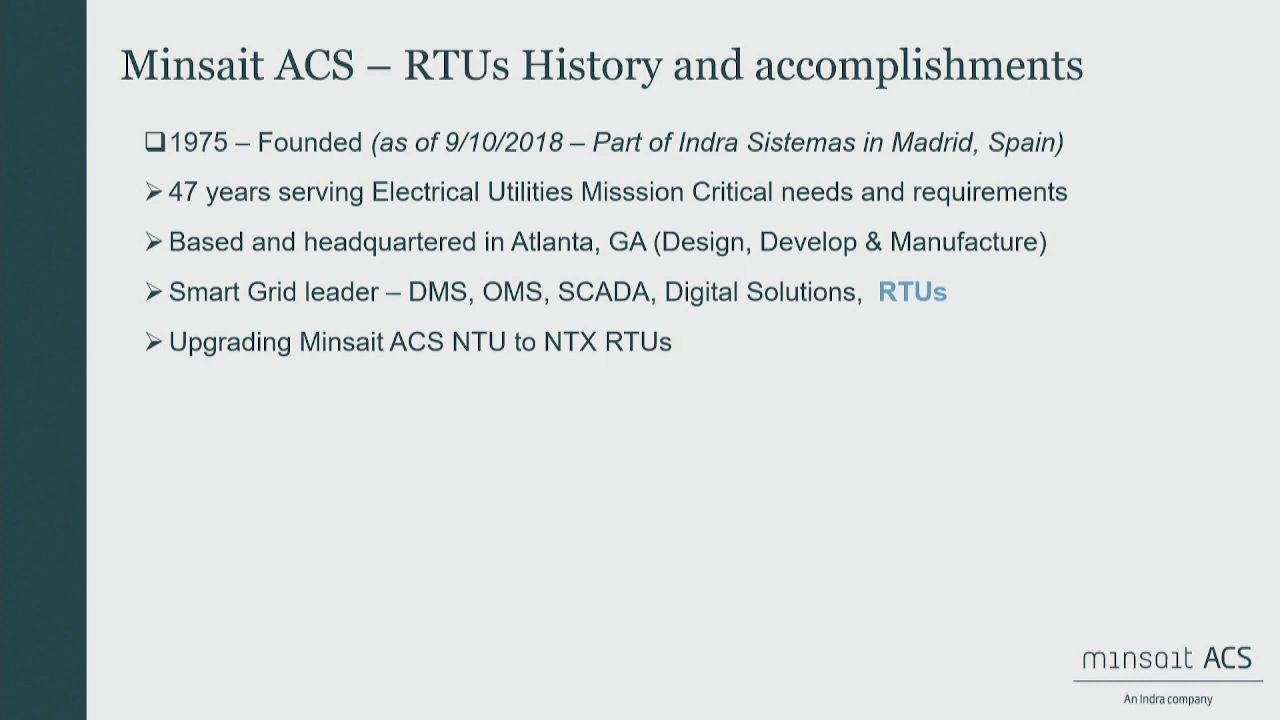 Minsait ACS – RTUs History and accomplishments
❑1975 – Founded (as of 9/10/2018 – Part of Indra Sistemas in Madrid, Spain)
➢47 years serving Electrical Utilities Misssion Critical needs and requirements
➢Based and headquartered in Atlanta, GA (Design, Develop & Manufacture)
➢Smart Grid leader – DMS, OMS, SCADA, Digital Solutions, RTUs
➢Upgrading Minsait ACS NTU to NTX RTUs
minsait ACS
An Indra company